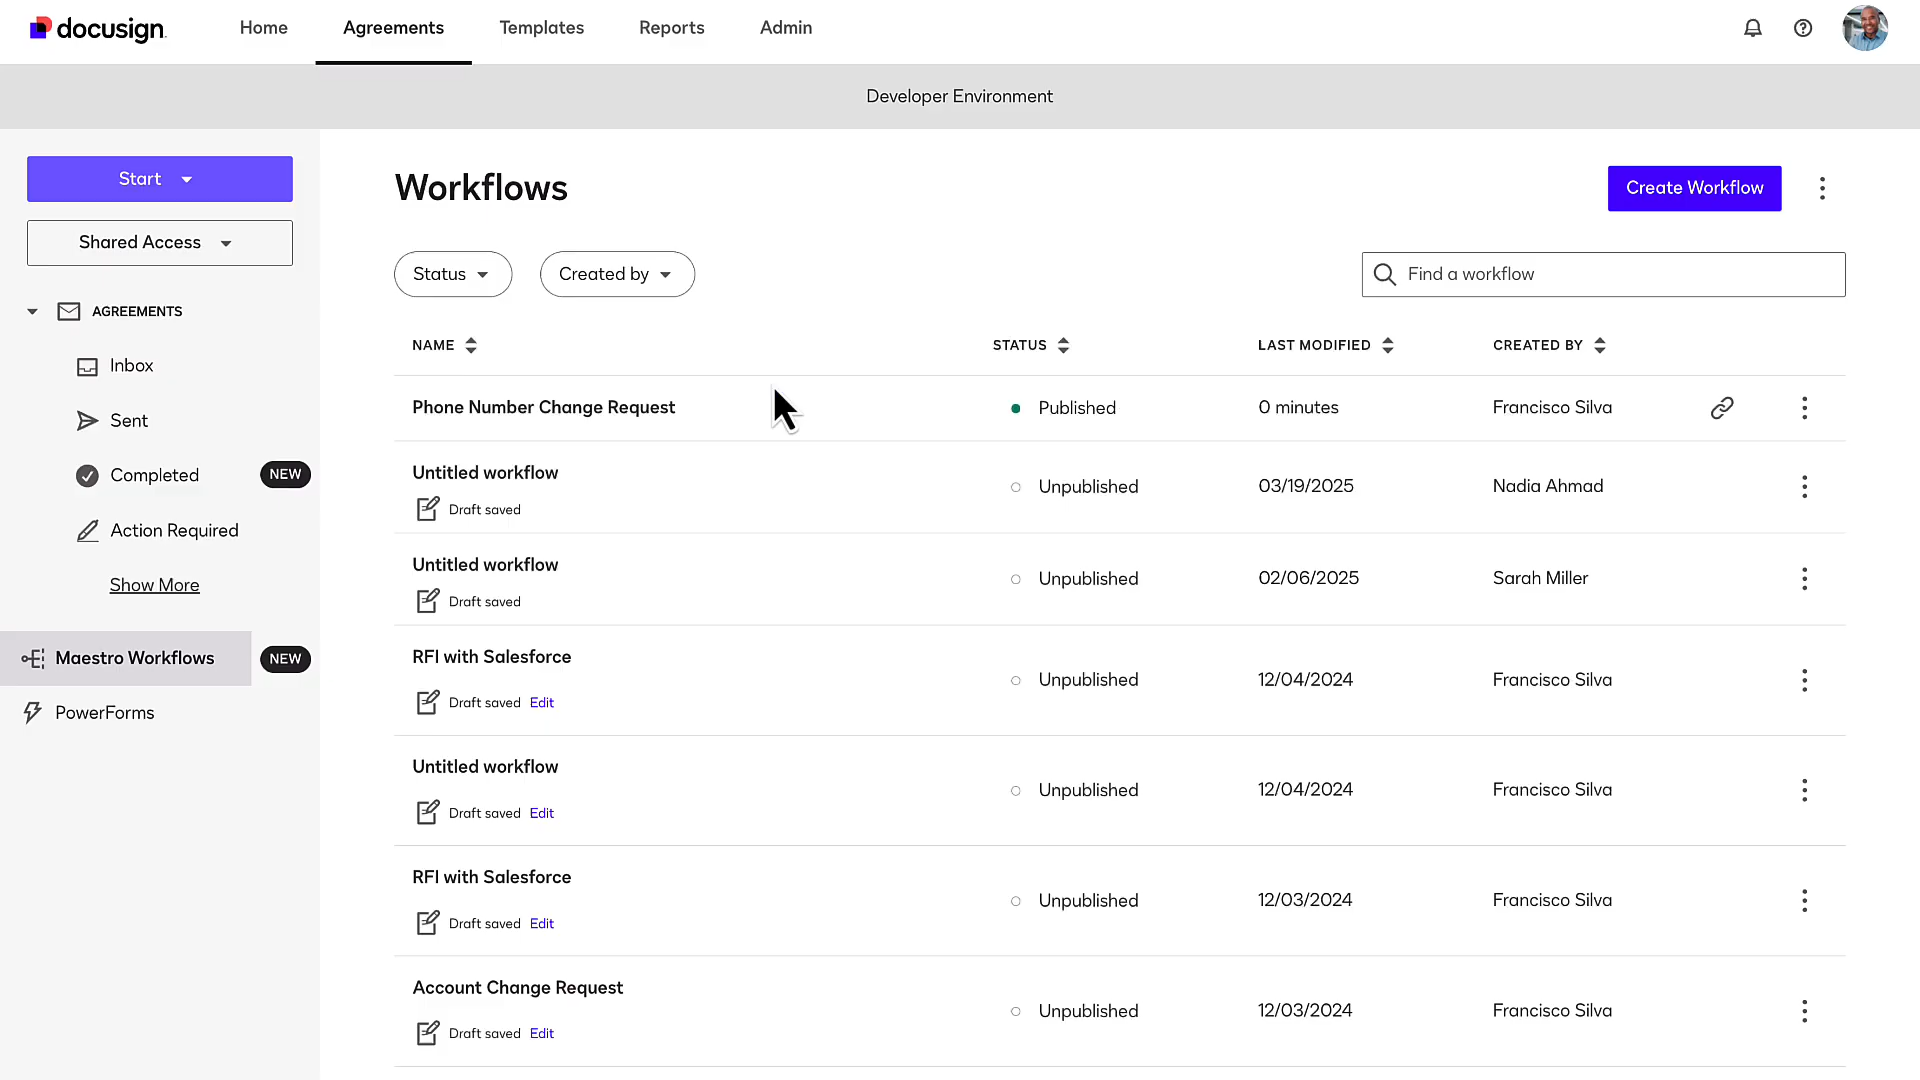 docusign
Home Agreements Templates Reports Admin
Developer Environment
Start
Shared Access
AGREEMENTS
Inbox
Sent
Completed NEW
Action Required
Show More
Maestro Workflows NEW
PowerForms
Workflows
Create Workflow
Status Created by Find a workflow
NAME STATUS LAST MODIFIED CREATED BY
Phone Number Change Request Published 0 minutes Francisco Silva
Untitled workflow
Draft saved
Unpublished 03/19/2025 Nadia Ahmad
Untitled workflow
Draft saved
Unpublished 02/06/2025 Sarah Miller
RFI with Salesforce
Draft saved Edit
Unpublished 12/04/2024 Francisco Silva
Untitled workflow
Draft saved Edit
Unpublished 12/04/2024 Francisco Silva
RFI with Salesforce
Draft saved Edit
Unpublished 12/03/2024 Francisco Silva
Account Change Request
Draft saved Edit
Unpublished 12/03/2024 Francisco Silva